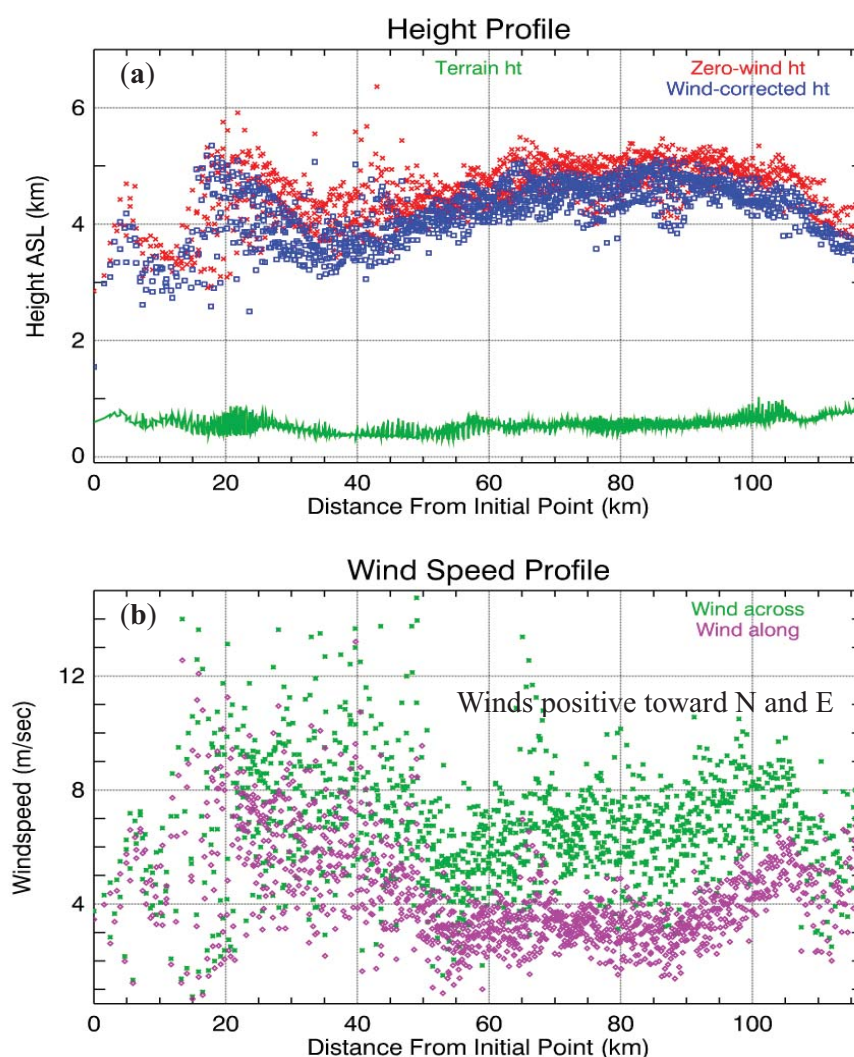 Height Profile
(a)
Terrain ht
Zero-wind ht
Wind-corrected ht
6
4
2
0
Height ASL (km)
0 20 40 60 80 100
Distance From Initial Point (km)
Wind Speed Profile
(b)
Wind across
Wind along
Winds positive toward N and E
12
8
4
Windspeed (m/sec)
0 20 40 60 80 100
Distance From Initial Point (km)